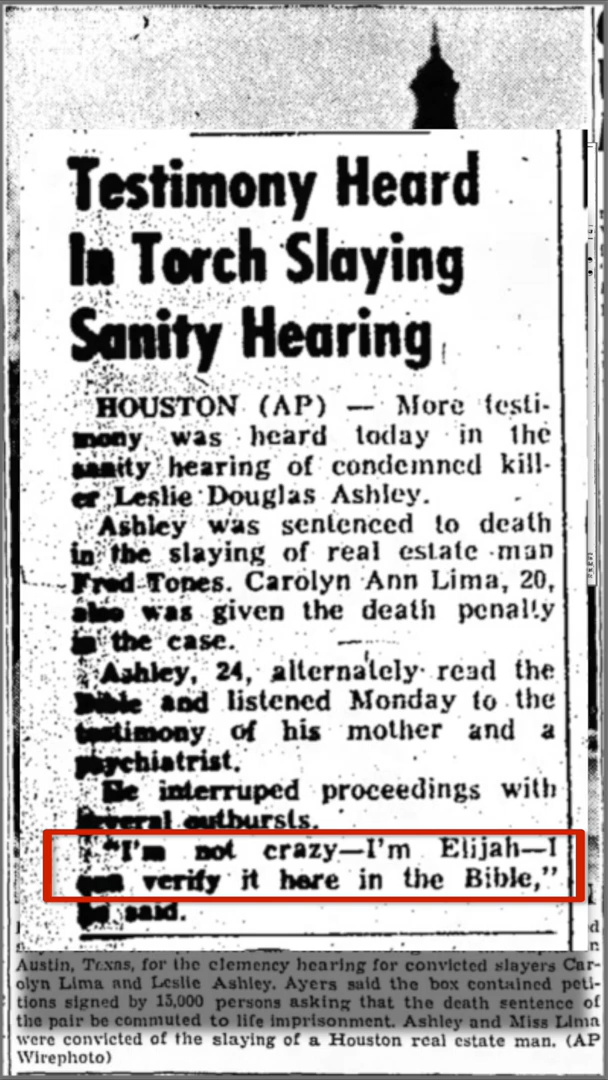 Testimony Heard
In Torch Slaying
Sanity Hearing
HOUSTON (AP) — More testi-
mony was heard today in the
sanity hearing of condemned kill-
er Leslie Douglas Ashley.
Ashley was sentenced to death
in the slaying of real estate man
Fred Tones. Carolyn Ann Lima, 20,
also was given the death penalty
in the case.
Ashley, 24, alternately read the
Bible and listened Monday to the
testimony of his mother and a
psychiatrist.
He interruped proceedings with
several outbursts.
"I'm not crazy—I'm Elijah—I
can verify it here in the Bible,"
he said.
Austin, Texas, for the clemency hearing for convicted slayers Car-
olyn Lima and Leslie Ashley. Ayers said the box contained peti-
tions signed by 15,000 persons asking that the death sentence of
the pair be commuted to life imprisonment. Ashley and Miss Lima
were convicted of the slaying of a Houston real estate man. (AP
Wirephoto)